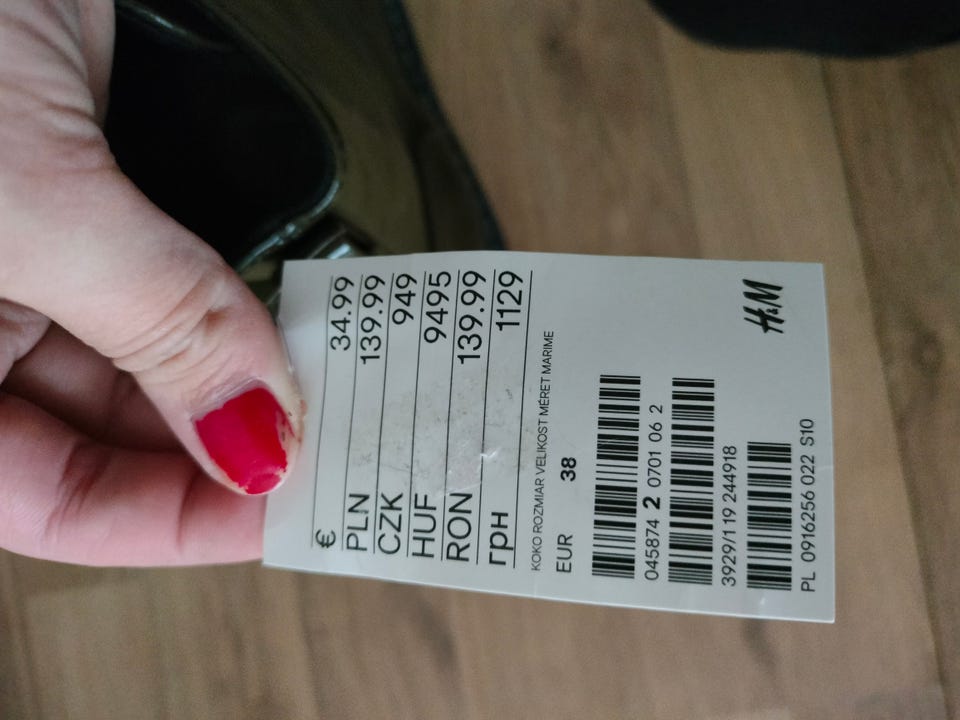 € 34.99
PLN 139.99
CZK 949
HUF 9495
RON 139.99
грн 1129
KOKO ROZMIAR VELIKOST MÉRET MARIME
EUR 38
045874 2 0701 06 2
3929/119 244918
PL 0916256 022 S10
H&M